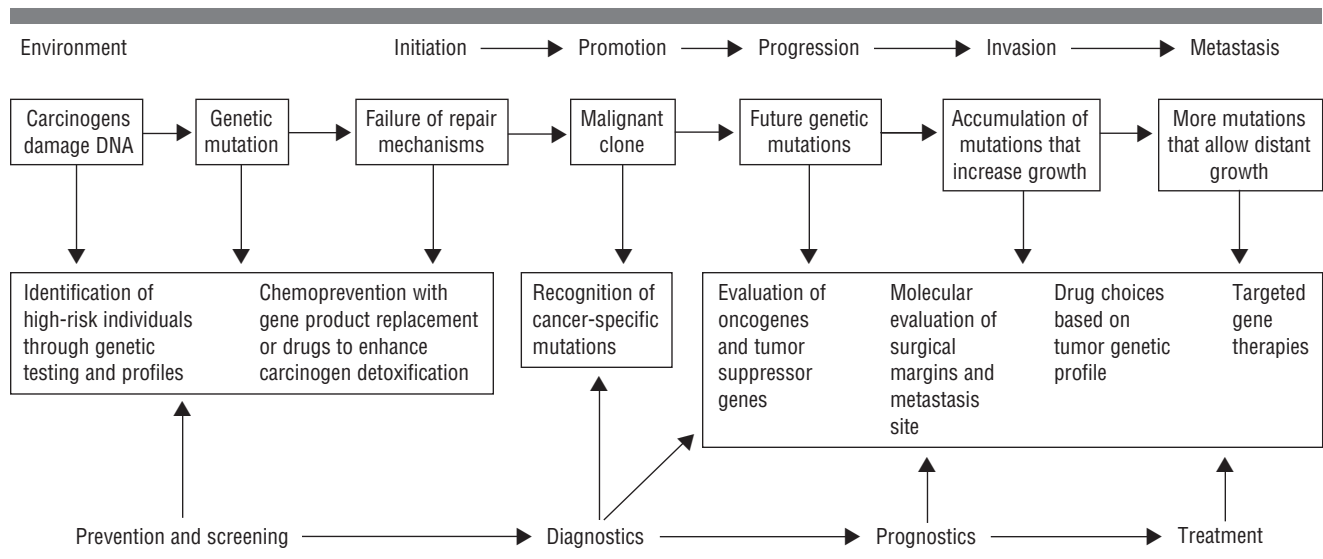 Environment
Initiation
Promotion
Progression
Invasion
Metastasis
Carcinogens
damage DNA
Genetic
mutation
Failure of repair
mechanisms
Malignant
clone
Future genetic
mutations
Accumulation of
mutations that
increase growth
More mutations
that allow distant
growth
Identification of
high-risk individuals
through genetic
testing and profiles
Chemoprevention with
gene product replacement
or drugs to enhance
carcinogen detoxification
Recognition of
cancer-specific
mutations
Evaluation of
oncogenes
and tumor
suppressor
genes
Molecular
evaluation of
surgical
margins and
metastasis
site
Drug choices
based on
tumor genetic
profile
Targeted
gene
therapies
Prevention and screening
Diagnostics
Prognostics
Treatment